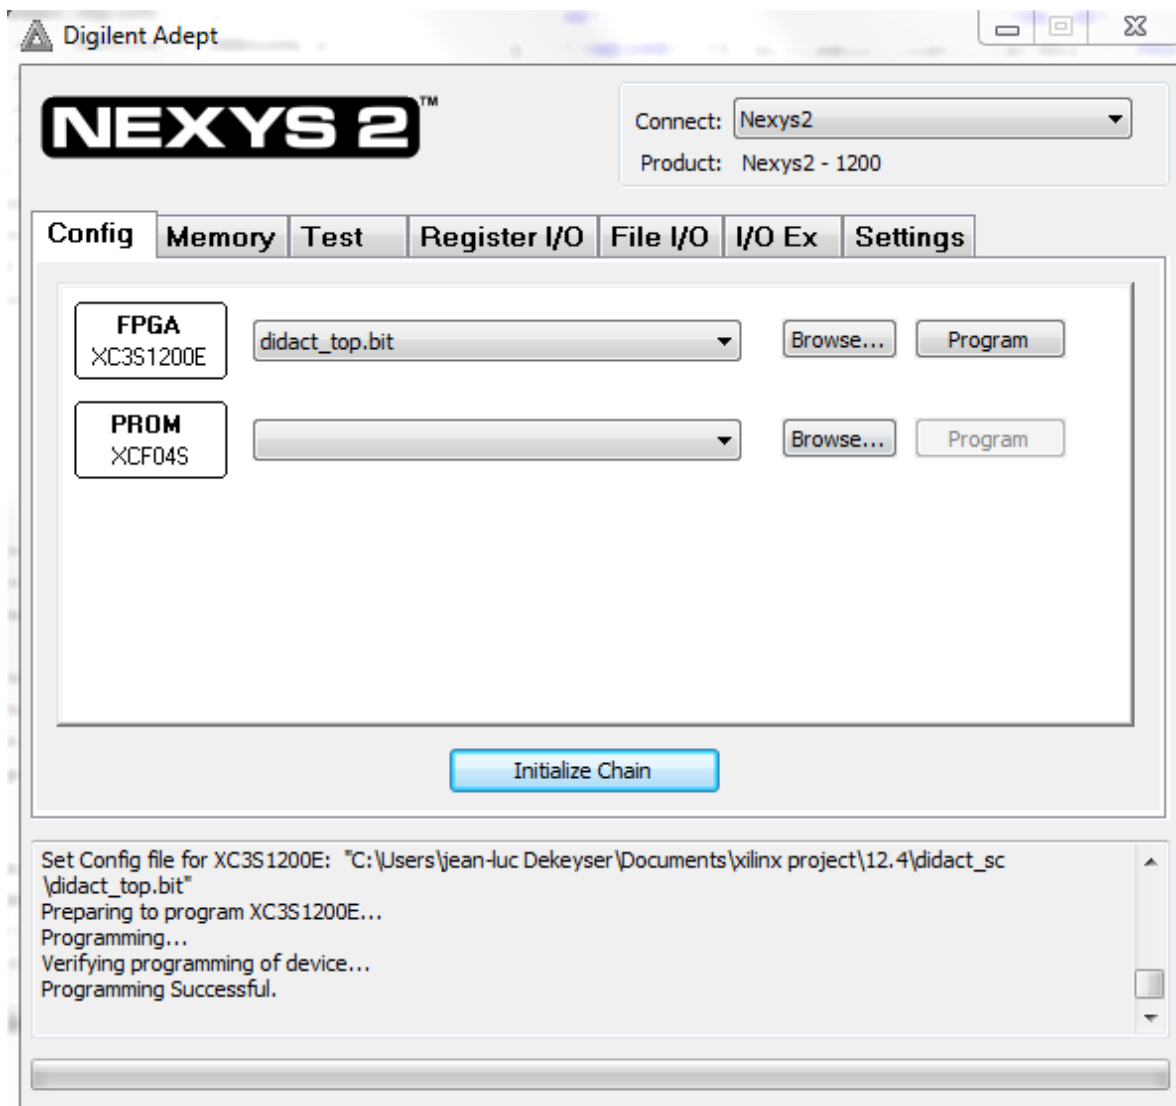 Digilent Adept
NEXYS 2™
Connect: Nexys2
Product: Nexys2 - 1200
Config Memory Test Register I/O File I/O I/O Ex Settings
FPGA
XC3S1200E
didact_top.bit
Browse... Program
PROM
XCF04S
Browse... Program
Initialize Chain
Set Config file for XC3S1200E: "C:\Users\jean-luc Dekeyser\Documents\xilinx project\12.4\didact_sc
\didact_top.bit"
Preparing to program XC3S1200E...
Programming...
Verifying programming of device...
Programming Successful.